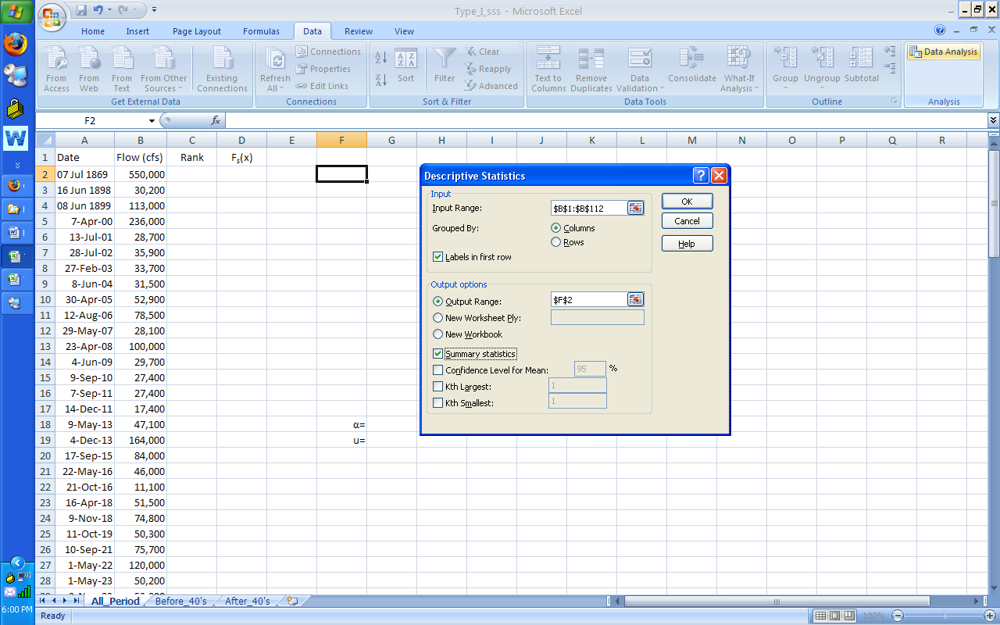 Type_I_sss - Microsoft Excel
Home Insert Page Layout Formulas Data Review View
From Access
From Web
From Text
From Other Sources
Existing Connections
Get External Data
Refresh All
Connections
Properties
Edit Links
Connections
Sort
Filter
Clear
Reapply
Advanced
Sort & Filter
Text to Columns
Remove Duplicates
Data Validation
Consolidate
What-If Analysis
Data Tools
Group
Ungroup
Subtotal
Outline
Data Analysis
Analysis
F2 fx
A B C D E F G H I J K L M N O P Q R
1 Date Flow (cfs) Rank Fs(x)
2 07 Jul 1869 550,000
3 16 Jun 1898 30,200
4 08 Jun 1899 113,000
5 7-Apr-00 236,000
6 13-Jul-01 28,700
7 28-Jul-02 35,900
8 27-Feb-03 33,700
9 8-Jun-04 31,500
10 30-Apr-05 52,900
11 12-Aug-06 78,500
12 29-May-07 28,100
13 23-Apr-08 100,000
14 4-Jun-09 29,700
15 9-Sep-10 27,400
16 7-Sep-11 27,400
17 14-Dec-11 17,400
18 9-May-13 47,100 α=
19 4-Dec-13 164,000 u=
20 17-Sep-15 84,000
21 22-May-16 46,000
22 21-Oct-16 11,100
23 16-Apr-18 51,500
24 9-Nov-18 74,800
25 11-Oct-19 50,300
26 10-Sep-21 75,700
27 1-May-22 120,000
28 1-May-23 50,200
Descriptive Statistics
Input
Input Range: $B$1:$B$112
Grouped By: Columns
Rows
Labels in first row
OK
Cancel
Help
Output options
Output Range: $F$2
New Worksheet Ply:
New Workbook
Summary statistics
Confidence Level for Mean: 95 %
Kth Largest: 1
Kth Smallest: 1
All_Period Before_40's After_40's
Ready 100%
6:00 PM